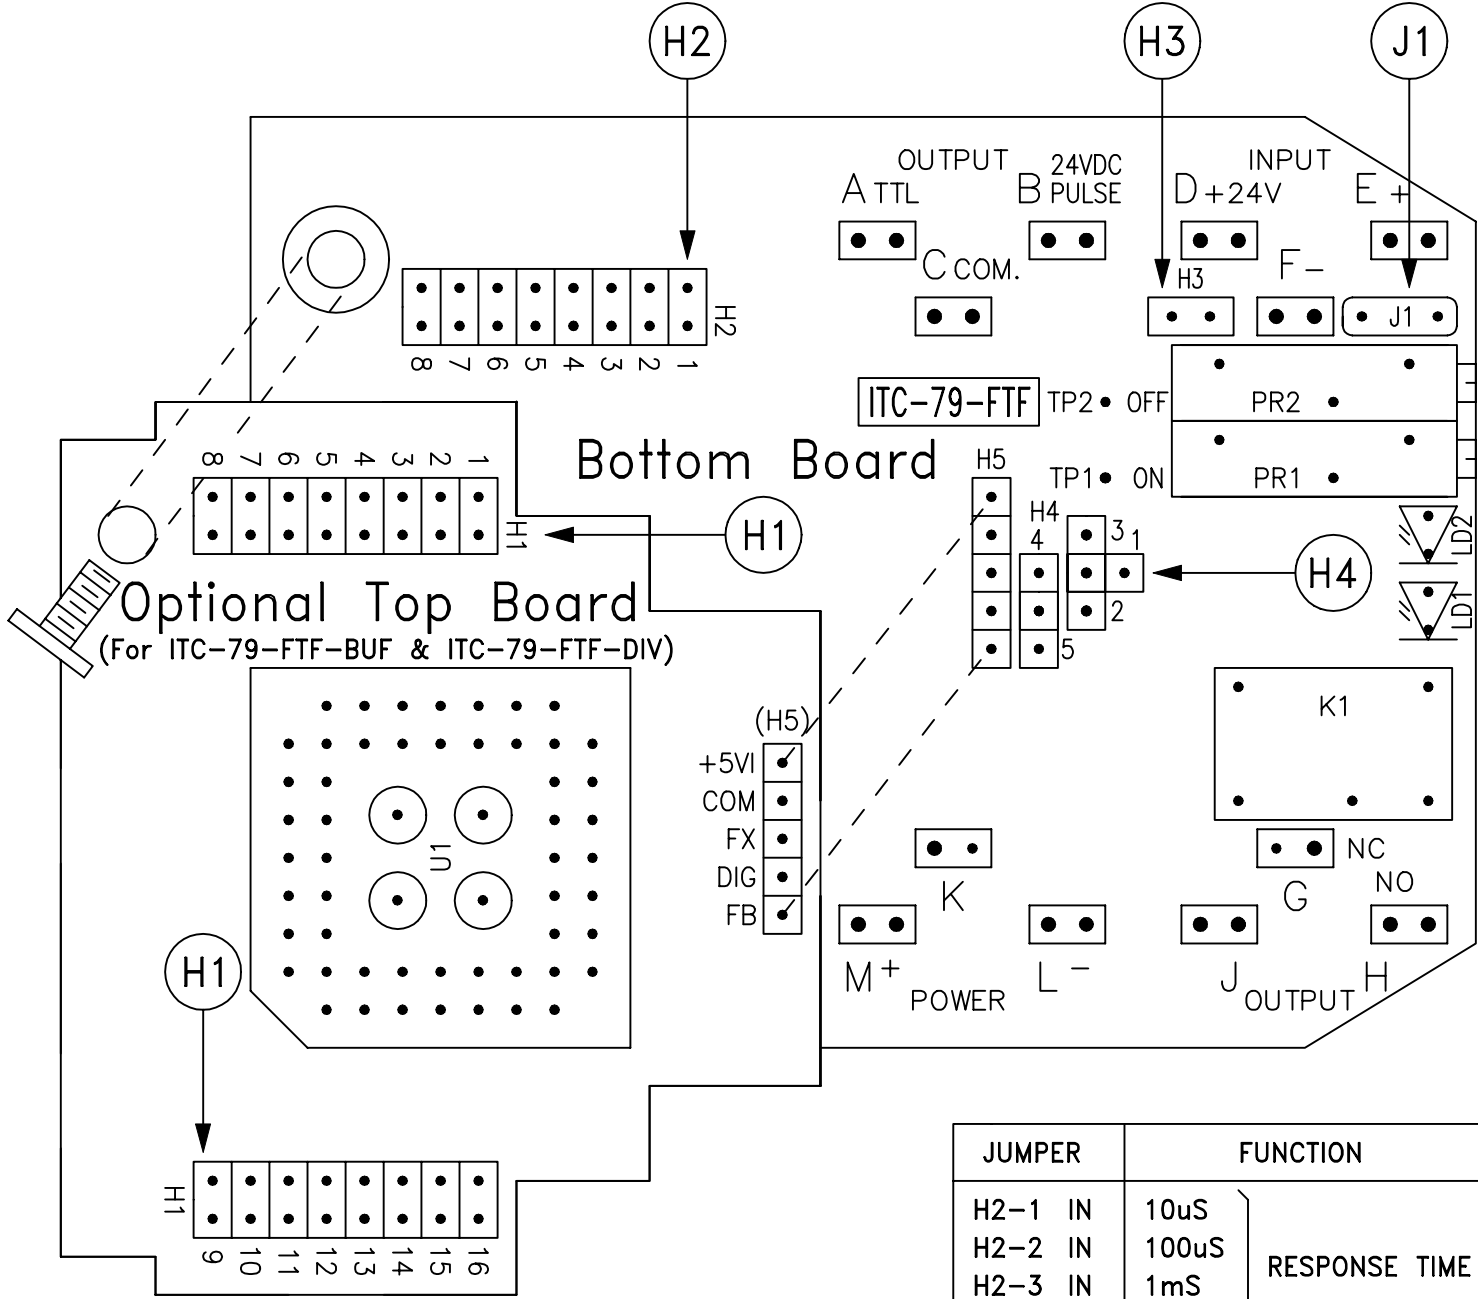 H2
H3
J1
OUTPUT
24VDC
PULSE
INPUT
A TTL
B
D +24V
E +
C COM.
F -
H3
J1
H2
8 7 6 5 4 3 2 1
ITC-79-FTF
TP2 OFF
PR2
Bottom Board
H5
TP1 ON
PR1
8 7 6 5 4 3 2 1
H1
H1
H4
4
3
1
2
5
H4
LD2
LD1
Optional Top Board
(For ITC-79-FTF-BUF & ITC-79-FTF-DIV)
K1
(H5)
+5VI
COM
FX
DIG
FB
U1
K
G
NC
NO
M+
L-
J
H
POWER
OUTPUT
H1
H1
9 10 11 12 13 14 15 16
JUMPER FUNCTION
H2-1 IN 10uS
H2-2 IN 100uS
RESPONSE TIME
H2-3 IN 1mS